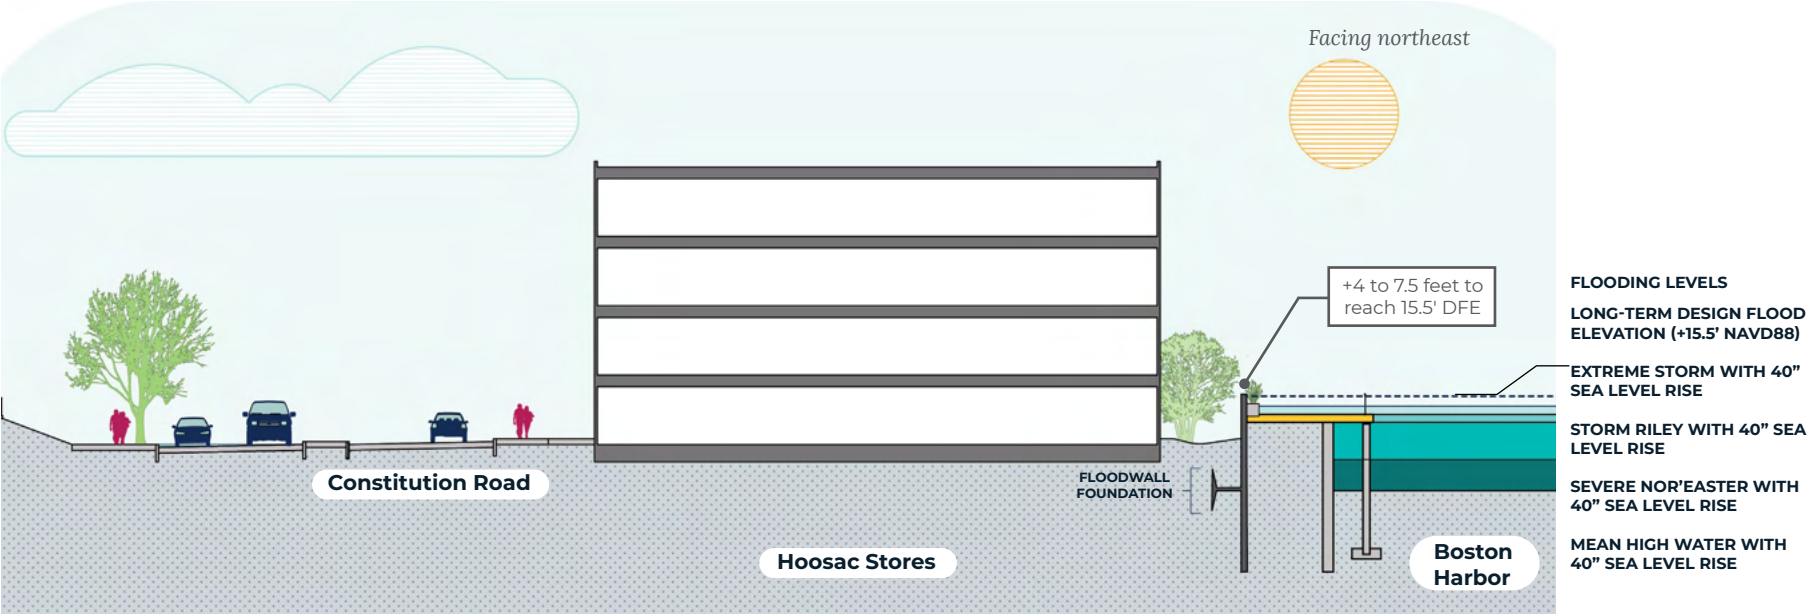 Facing northeast
+4 to 7.5 feet to
reach 15.5' DFE
FLOODING LEVELS
LONG-TERM DESIGN FLOOD
ELEVATION (+15.5’ NAVD88)
EXTREME STORM WITH 40”
SEA LEVEL RISE
STORM RILEY WITH 40” SEA
LEVEL RISE
SEVERE NOR’EASTER WITH
40” SEA LEVEL RISE
MEAN HIGH WATER WITH
40” SEA LEVEL RISE
Constitution Road
FLOODWALL
FOUNDATION
Hoosac Stores
Boston
Harbor